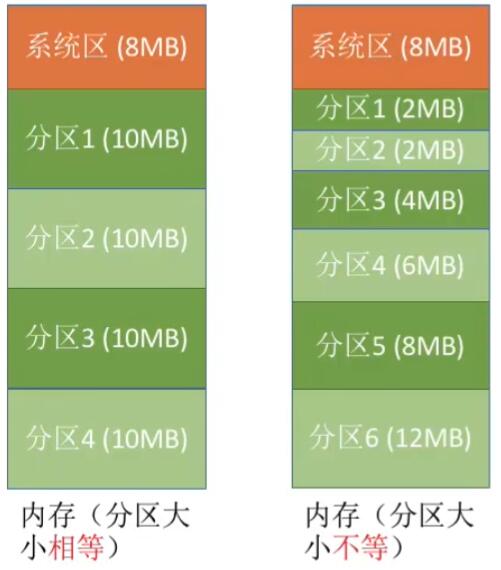 系统区 (8MB)
分区1 (10MB)
分区2 (10MB)
分区3 (10MB)
分区4 (10MB)
内存（分区大
小相等）
系统区 (8MB)
分区1 (2MB)
分区2 (2MB)
分区3 (4MB)
分区4 (6MB)
分区5 (8MB)
分区6 (12MB)
内存（分区大
小不等）